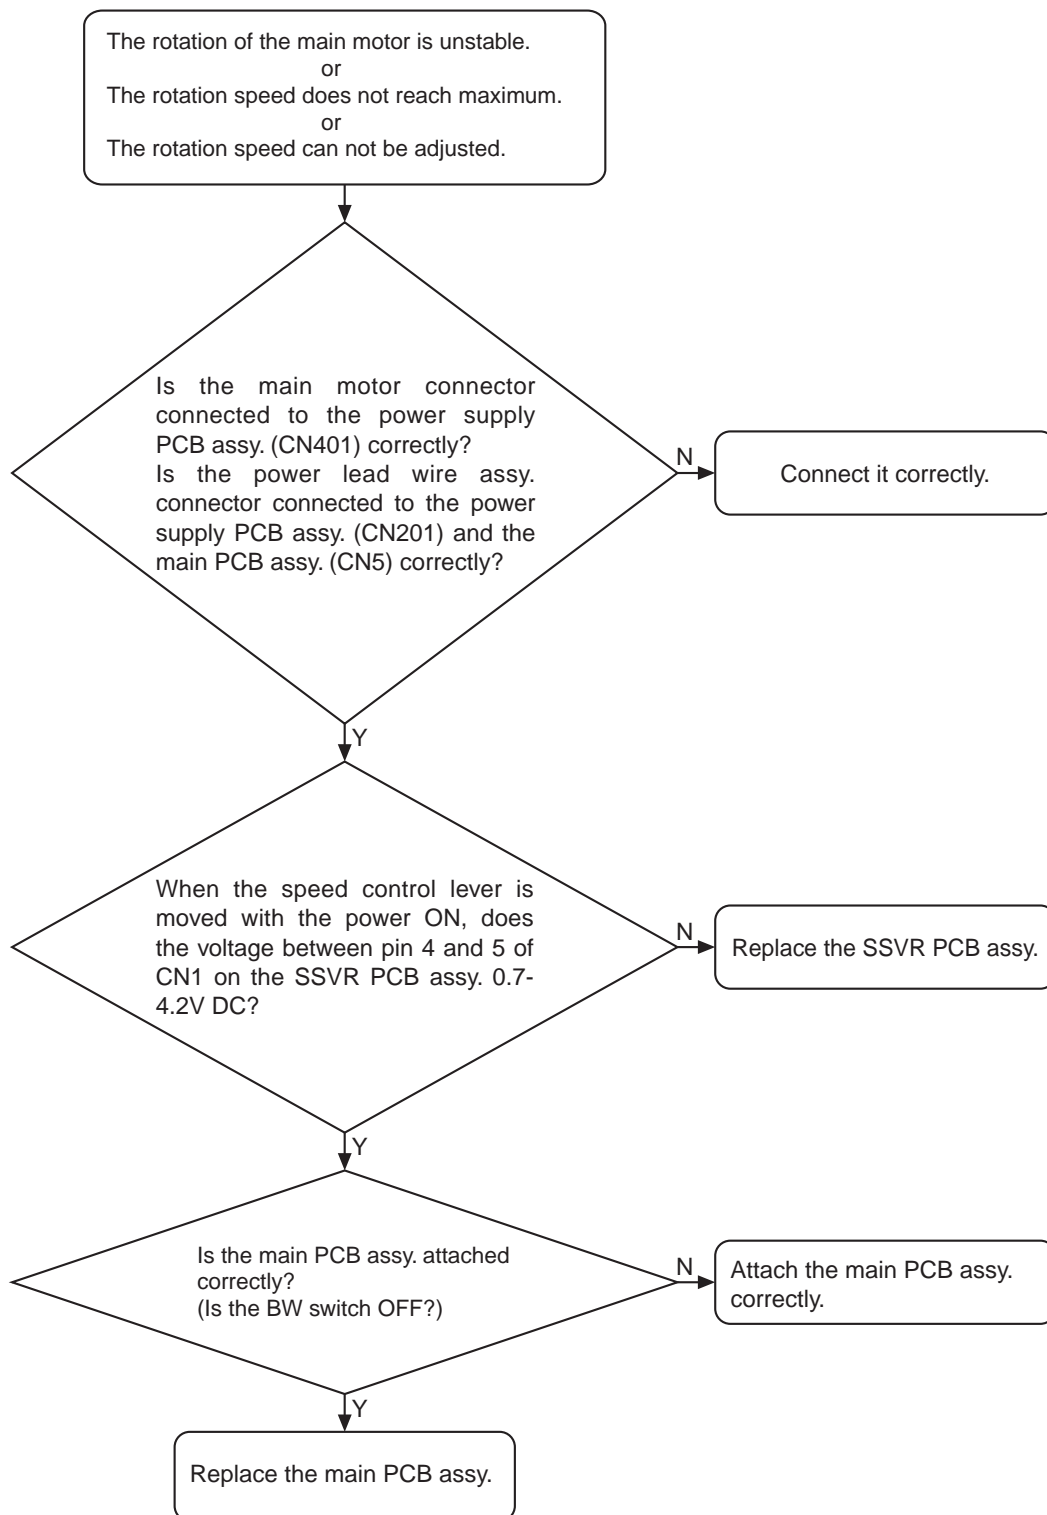 The rotation of the main motor is unstable.
or
The rotation speed does not reach maximum.
or
The rotation speed can not be adjusted.
Is the main motor connector
connected to the power supply
PCB assy. (CN401) correctly?
Is the power lead wire assy.
connector connected to the power
supply PCB assy. (CN201) and the
main PCB assy. (CN5) correctly?
N
Connect it correctly.
Y
When the speed control lever is
moved with the power ON, does
the voltage between pin 4 and 5 of
CN1 on the SSVR PCB assy. 0.7-
4.2V DC?
N
Replace the SSVR PCB assy.
Y
Is the main PCB assy. attached
correctly?
(Is the BW switch OFF?)
N
Attach the main PCB assy.
correctly.
Y
Replace the main PCB assy.